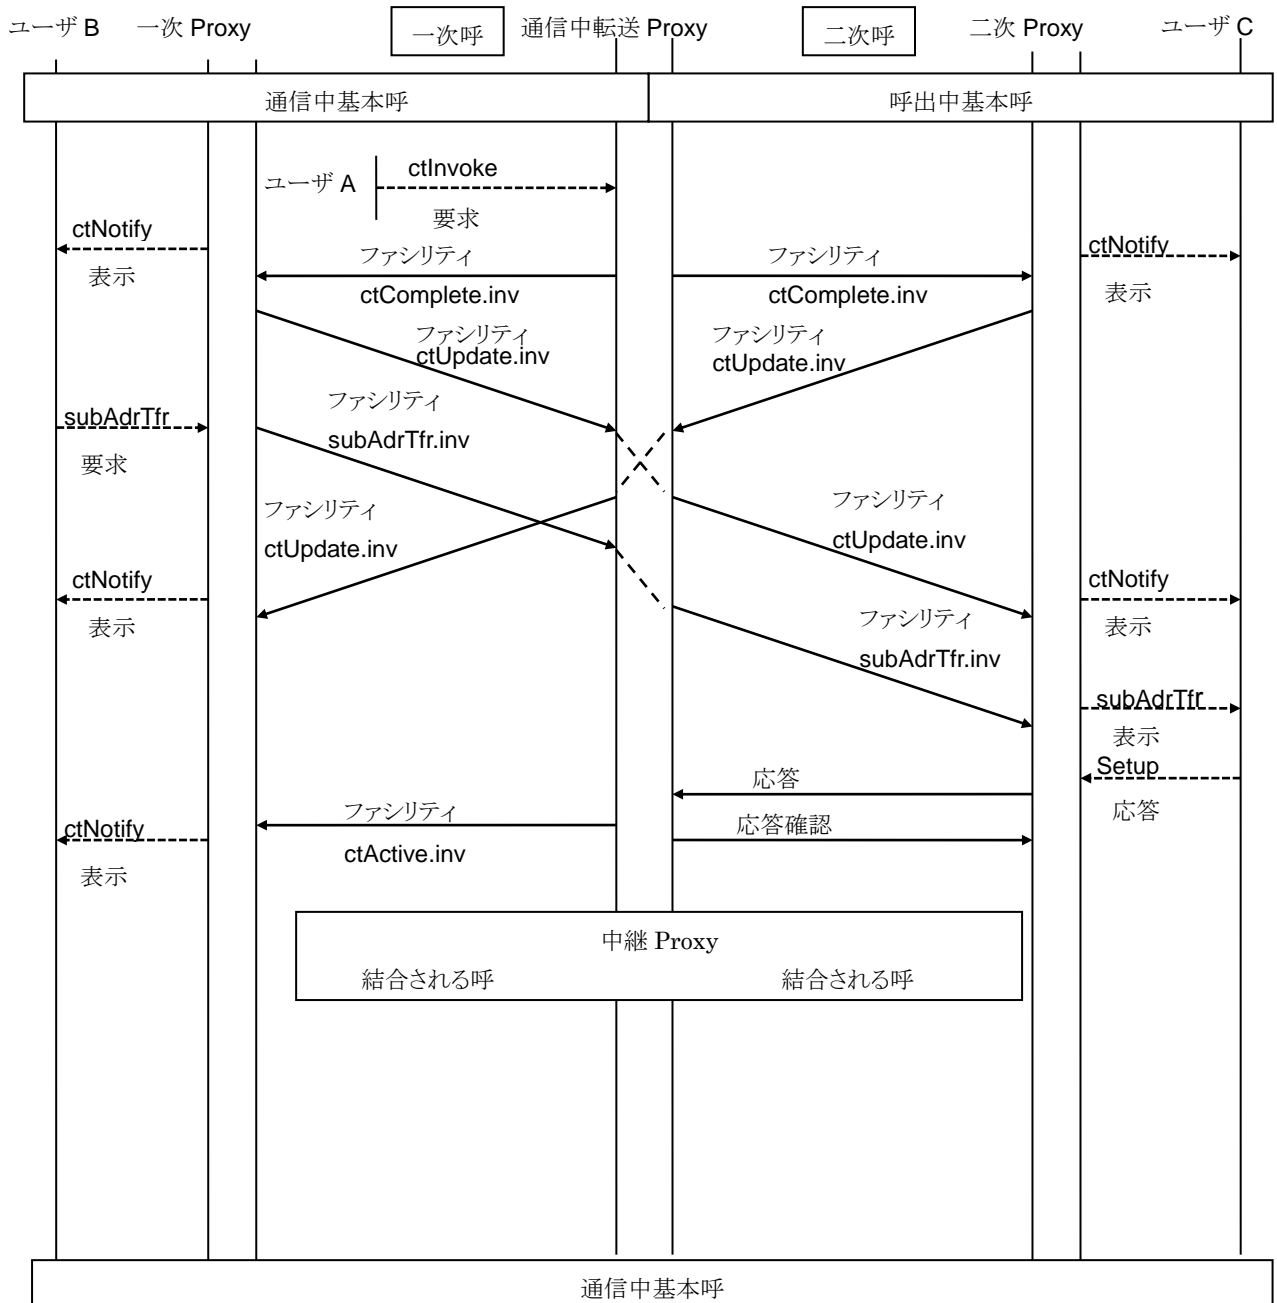 ユーザ B 一次 Proxy 一次呼 通信中転送 Proxy 二次呼 二次 Proxy ユーザ C
通信中基本呼 呼出中基本呼
ユーザ A ctInvoke
要求
ctNotify
表示
ファシリティ
ctComplete.inv
ファシリティ
ctComplete.inv
ctNotify
表示
ファシリティ
ctUpdate.inv
ファシリティ
ctUpdate.inv
subAdrTfr
要求
ファシリティ
subAdrTfr.inv
ファシリティ
ctUpdate.inv
ファシリティ
ctUpdate.inv
ctNotify
表示
ctNotify
表示
ファシリティ
subAdrTfr.inv
subAdrTfr
表示
Setup
応答
応答
ファシリティ
ctActive.inv
応答確認
ctNotify
表示
中継 Proxy
結合される呼 結合される呼
通信中基本呼